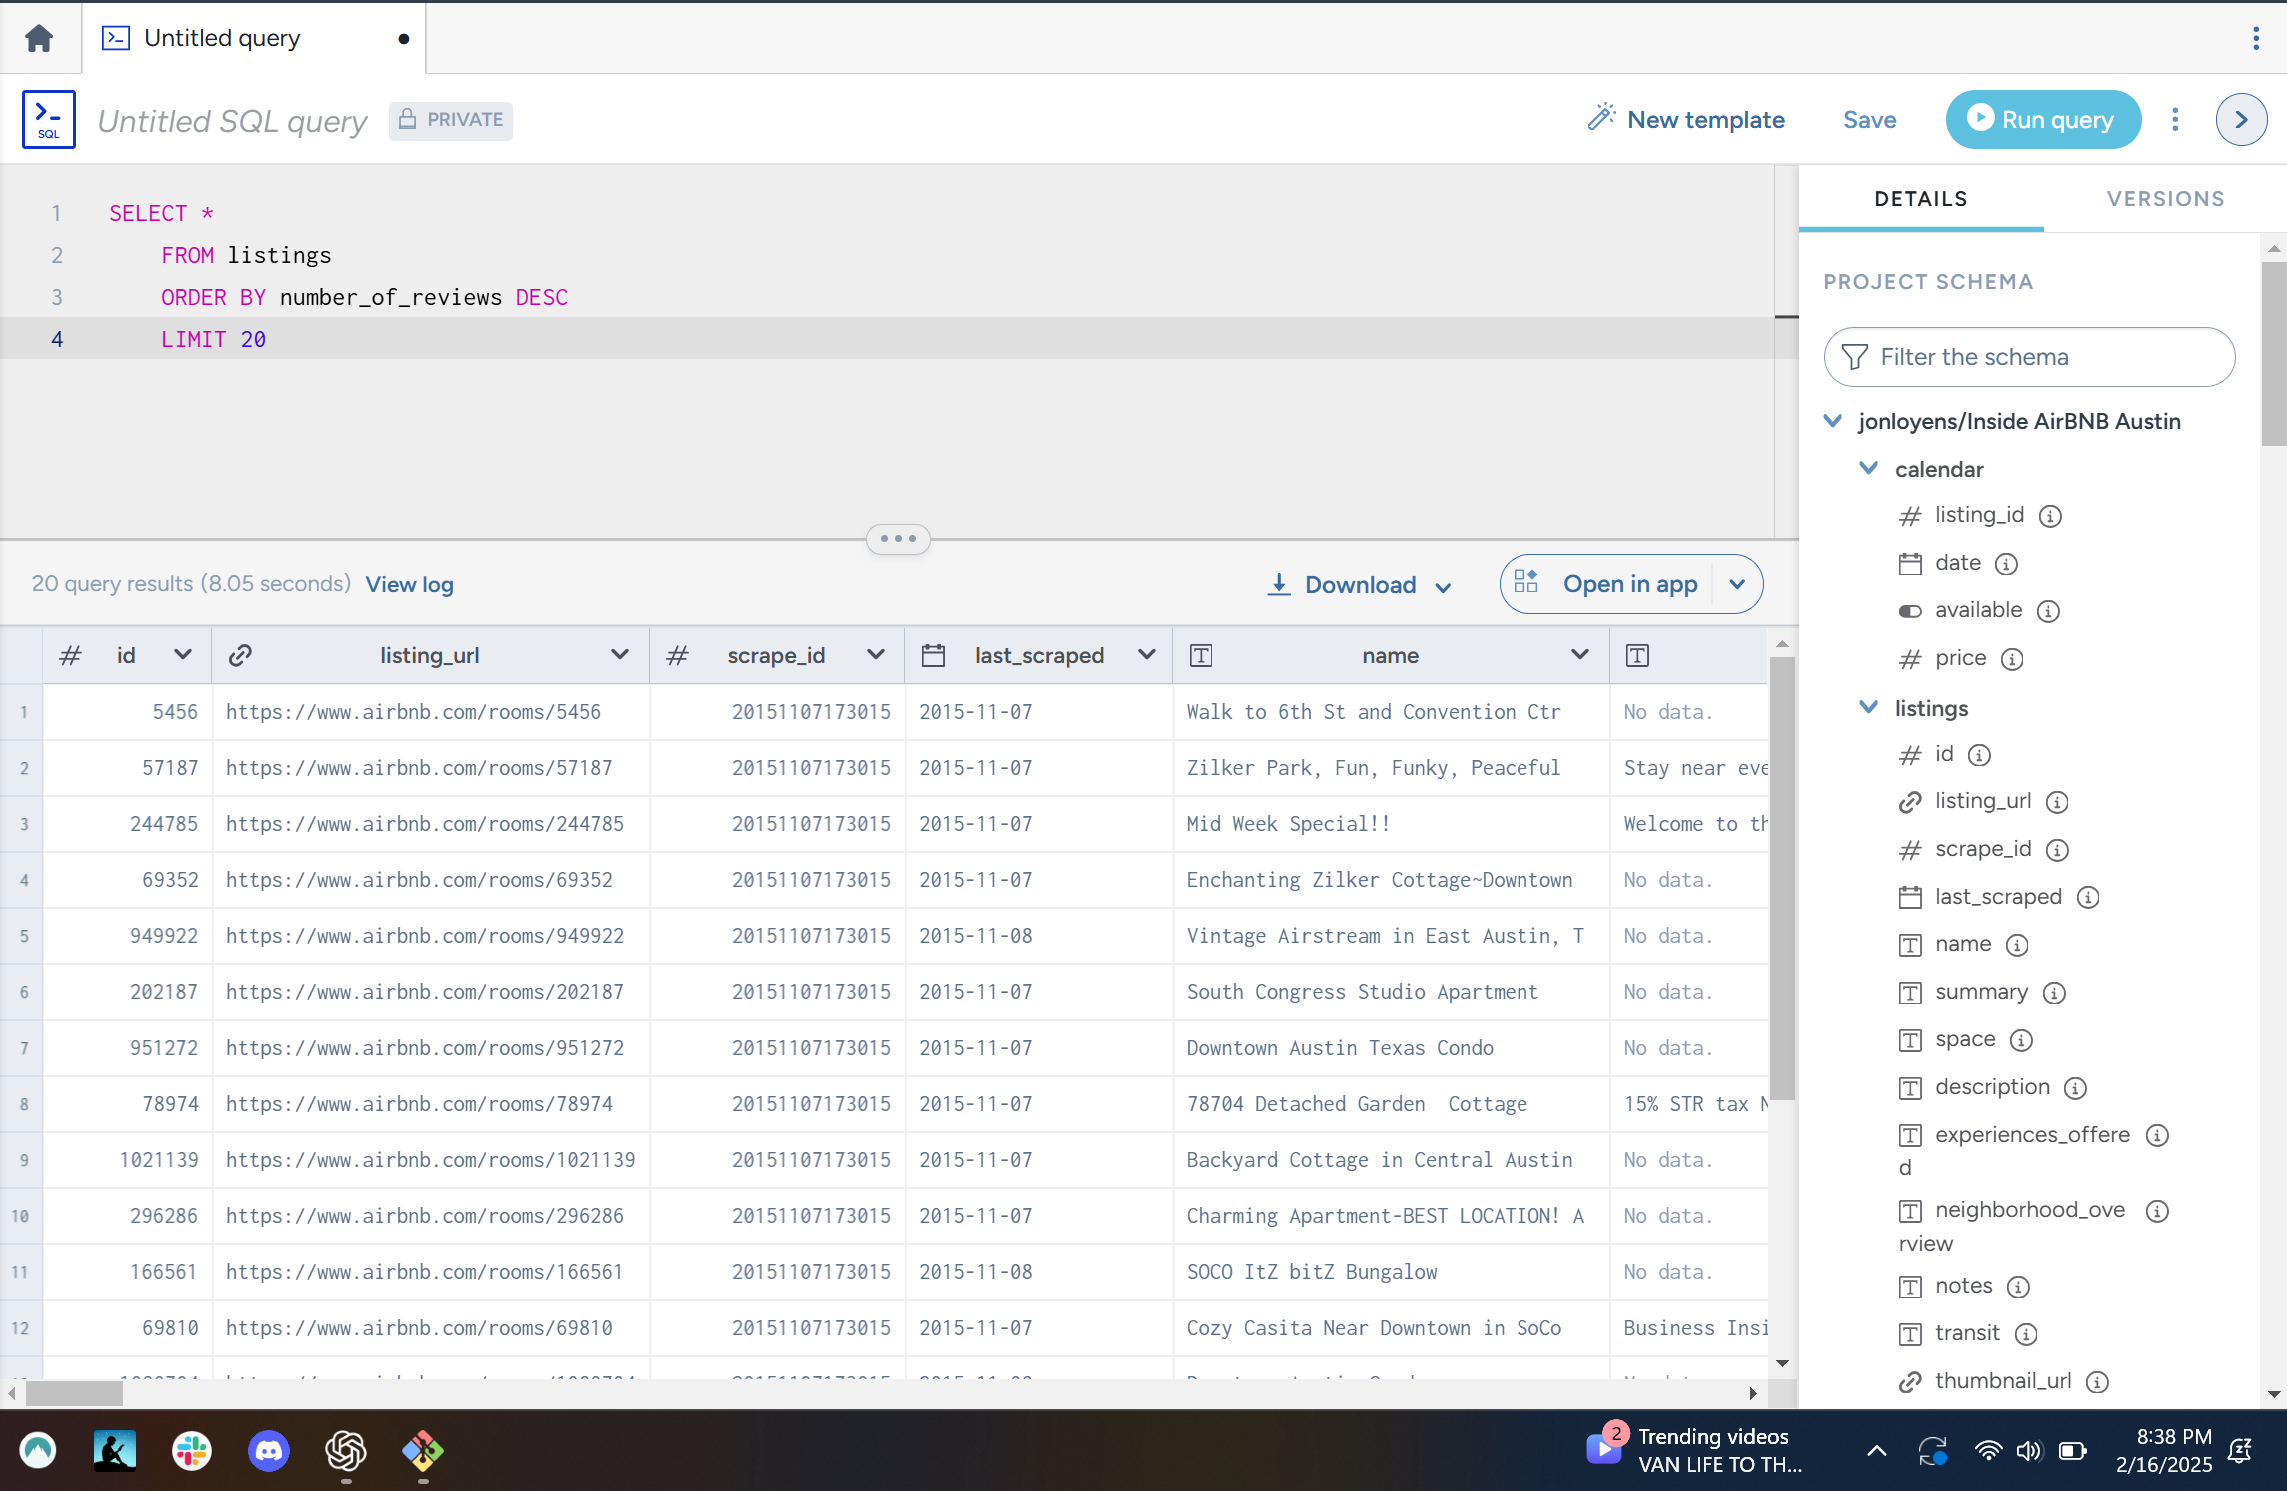 Untitled query
SQL
Untitled SQL query
PRIVATE
New template
Save
Run query
1 SELECT *
2 FROM listings
3 ORDER BY number_of_reviews DESC
4 LIMIT 20
20 query results (8.05 seconds) View log
Download
Open in app
id listing_url scrape_id last_scraped name
1 5456 https://www.airbnb.com/rooms/5456 20151107173015 2015-11-07 Walk to 6th St and Convention Ctr No data.
2 57187 https://www.airbnb.com/rooms/57187 20151107173015 2015-11-07 Zilker Park, Fun, Funky, Peaceful Stay near eve
3 244785 https://www.airbnb.com/rooms/244785 20151107173015 2015-11-07 Mid Week Special!! Welcome to th
4 69352 https://www.airbnb.com/rooms/69352 20151107173015 2015-11-07 Enchanting Zilker Cottage~Downtown No data.
5 949922 https://www.airbnb.com/rooms/949922 20151107173015 2015-11-08 Vintage Airstream in East Austin, T No data.
6 202187 https://www.airbnb.com/rooms/202187 20151107173015 2015-11-07 South Congress Studio Apartment No data.
7 951272 https://www.airbnb.com/rooms/951272 20151107173015 2015-11-07 Downtown Austin Texas Condo No data.
8 78974 https://www.airbnb.com/rooms/78974 20151107173015 2015-11-07 78704 Detached Garden  Cottage 15% STR tax N
9 1021139 https://www.airbnb.com/rooms/1021139 20151107173015 2015-11-07 Backyard Cottage in Central Austin No data.
10 296286 https://www.airbnb.com/rooms/296286 20151107173015 2015-11-07 Charming Apartment-BEST LOCATION! A No data.
11 166561 https://www.airbnb.com/rooms/166561 20151107173015 2015-11-08 SOCO ItZ bitZ Bungalow No data.
12 69810 https://www.airbnb.com/rooms/69810 20151107173015 2015-11-07 Cozy Casita Near Downtown in SoCo Business Insi
DETAILS
VERSIONS
PROJECT SCHEMA
Filter the schema
jonloyens/Inside AirBNB Austin
calendar
listing_id
date
available
price
listings
id
listing_url
scrape_id
last_scraped
name
summary
space
description
experiences_offere
d
neighborhood_ove
rview
notes
transit
thumbnail_url
2
Trending videos
VAN LIFE TO TH...
8:38 PM
2/16/2025